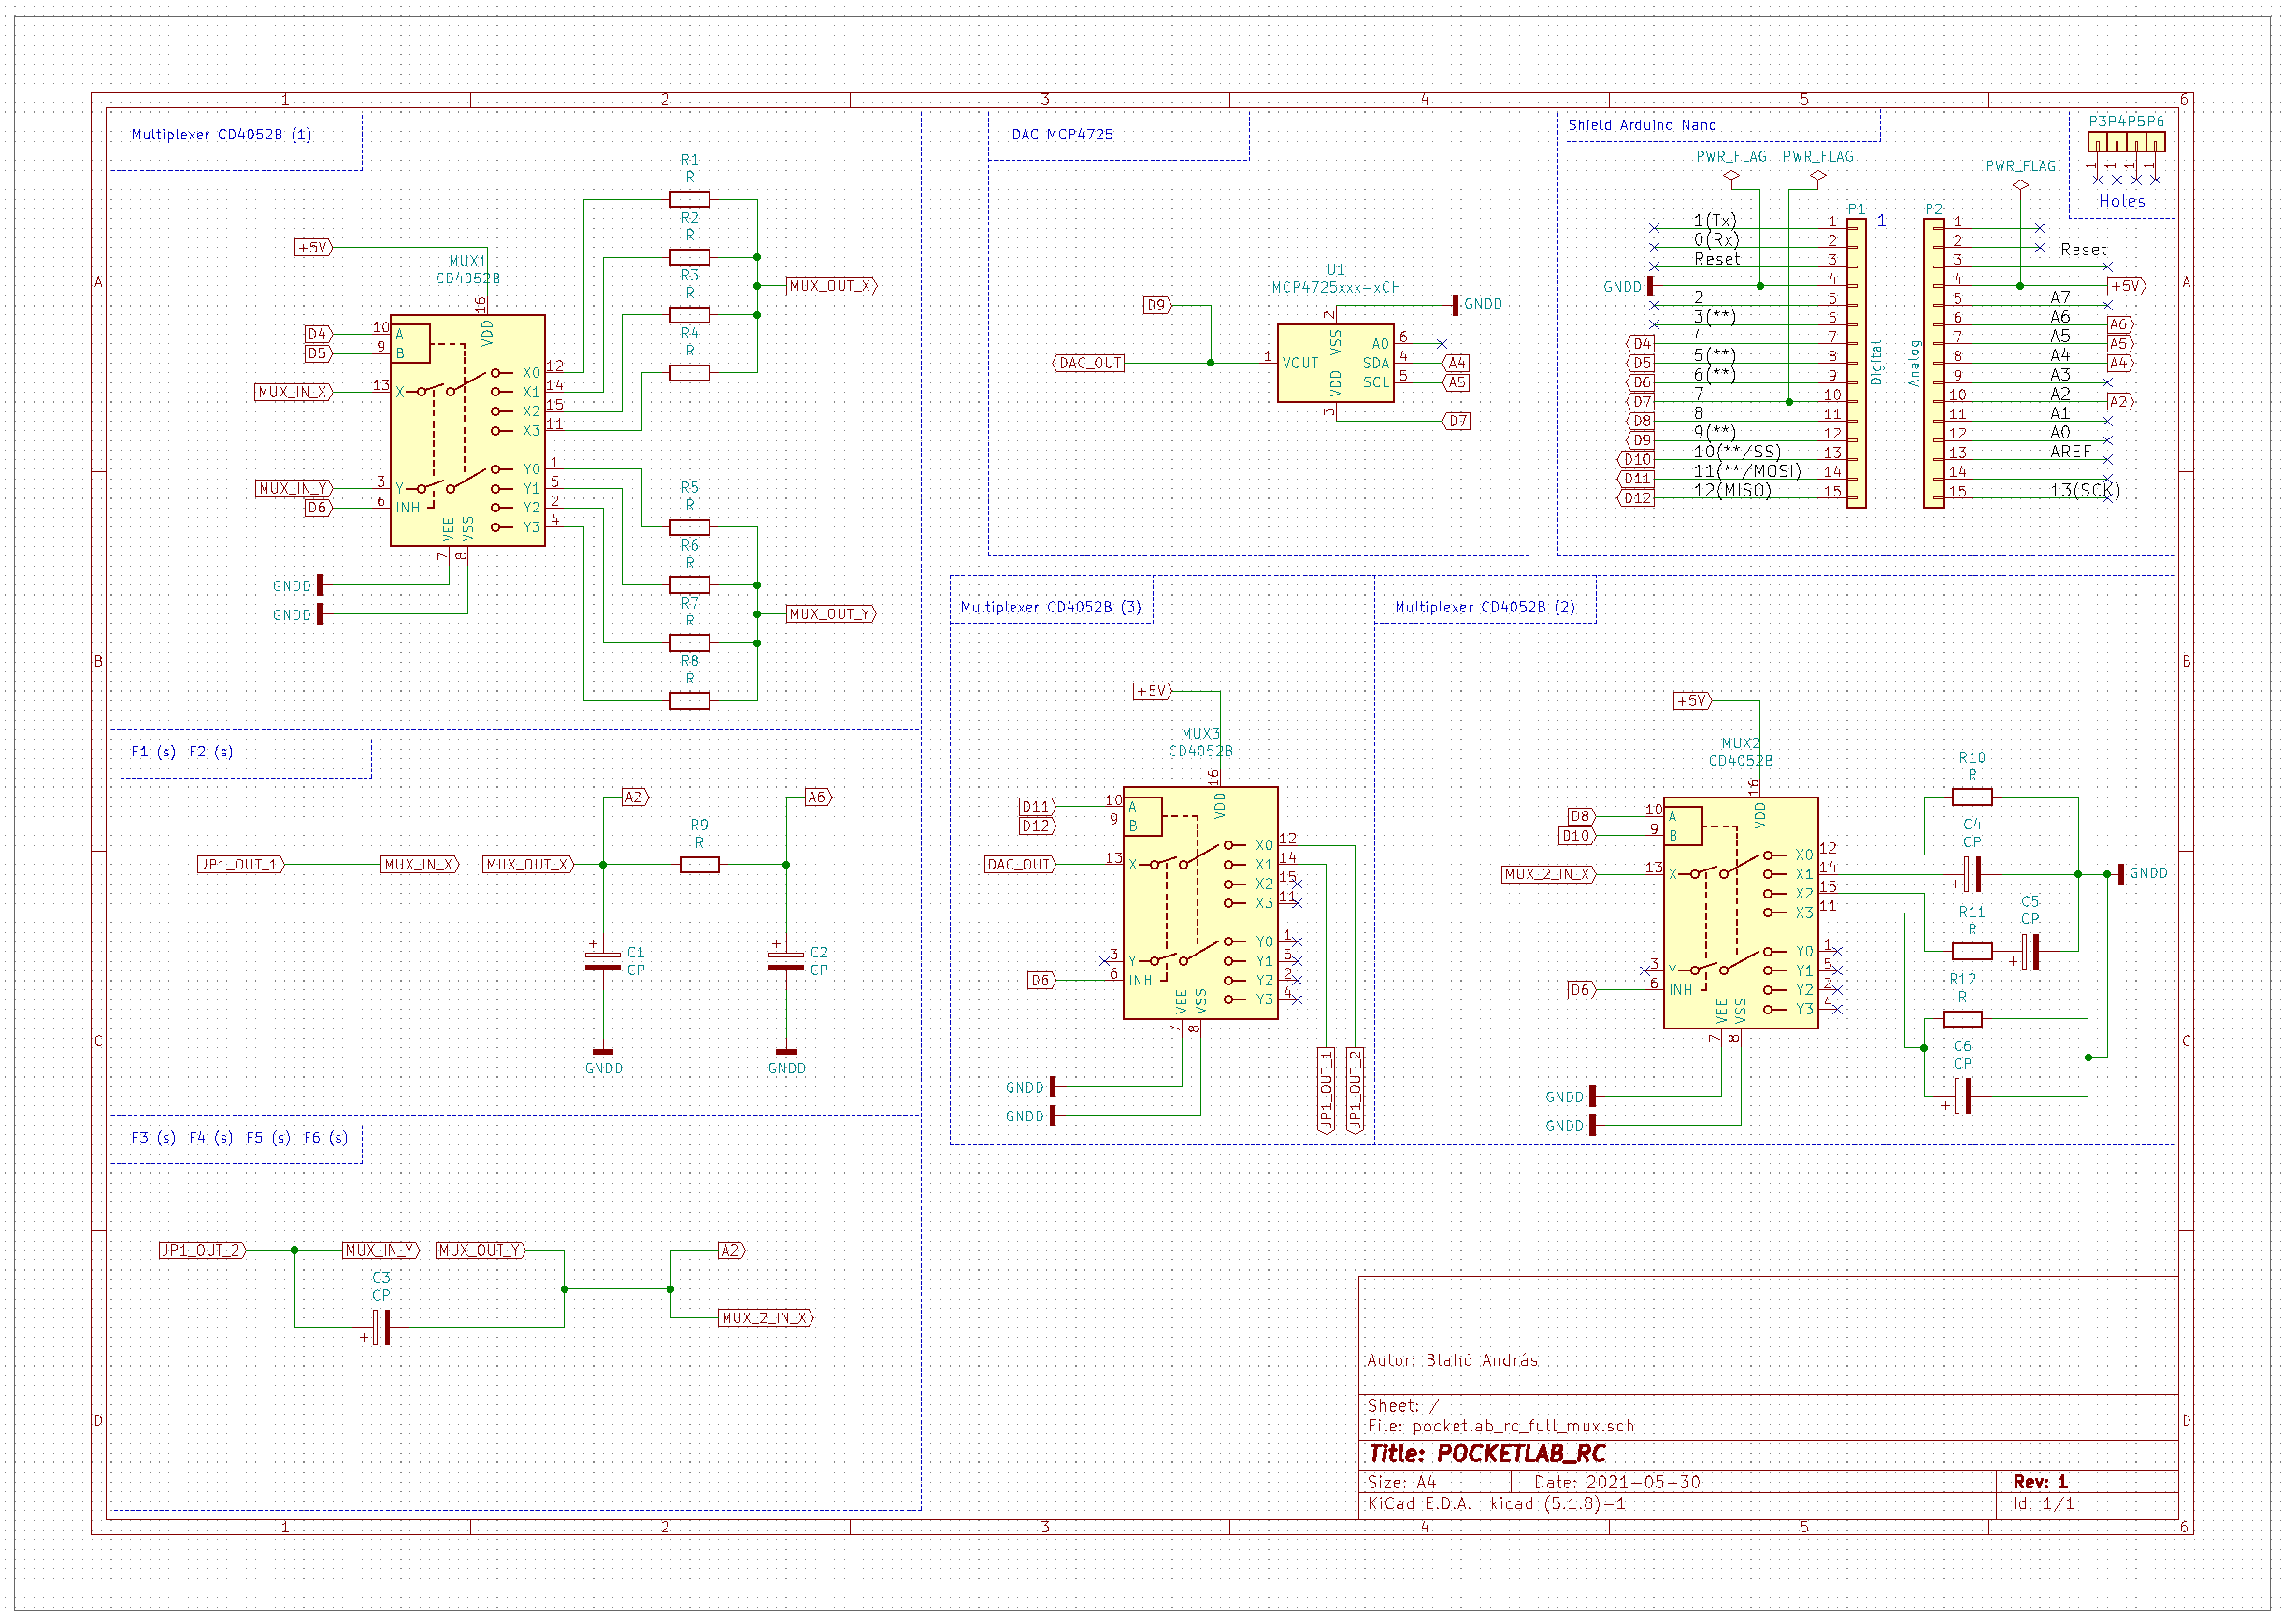 1 2 3 4 5 6
A
B
C
D
Multiplexer CD4052B (1)
+5V
MUX1
CD4052B
D4
D5
MUX_IN_X
MUX_IN_Y
D6
10 A
9 B
13 X
3 Y
6 INH
16 VDD
VEE 7
VSS 8
X0 12
X1 14
X2 15
X3 11
Y0 1
Y1 5
Y2 2
Y3 4
GNDD
GNDD
R1
R
R2
R
R3
R
R4
R
MUX_OUT_X
R5
R
R6
R
R7
R
R8
R
MUX_OUT_Y
DAC MCP4725
U1
MCP4725xxx-xCH
D9
DAC_OUT
1 VOUT
2 VSS
VDD 3
A0 6
SDA 4
SCL 5
GNDD
A4
A5
D7
Shield Arduino Nano
PWR_FLAG PWR_FLAG
PWR_FLAG
P3P4P5P6
1 1 1 1
Holes
P1 1
P2
Digital
Analog
1(Tx) 1
0(Rx) 2
Reset 3
GNDD 4
2 5
3(**) 6
D4 4 7
D5 5(**) 8
D6 6(**) 9
D7 7 10
D8 8 11
D9 9(**) 12
D10 10(**/SS) 13
D11 11(**/MOSI) 14
D12 12(MISO) 15
1
2
3 Reset
4 +5V
5 A7
6 A6 A6
7 A5 A5
8 A4 A4
9 A3
10 A2 A2
11 A1
12 A0
13 AREF
14
15 13(SCK)
F1 (s), F2 (s)
A2
A6
R9
R
JP1_OUT_1
MUX_IN_X
MUX_OUT_X
+
C1
CP
+
C2
CP
GNDD
GNDD
Multiplexer CD4052B (3)
+5V
MUX3
CD4052B
D11
D12
DAC_OUT
D6
10 A
9 B
13 X
3 Y
6 INH
16 VDD
VEE 7
VSS 8
X0 12
X1 14
X2 15
X3 11
Y0 1
Y1 5
Y2 2
Y3 4
GNDD
GNDD
JP1_OUT_1
JP1_OUT_2
Multiplexer CD4052B (2)
+5V
MUX2
CD4052B
D8
D10
MUX_2_IN_X
D6
10 A
9 B
13 X
3 Y
6 INH
16 VDD
VEE 7
VSS 8
X0 12
X1 14
X2 15
X3 11
Y0 1
Y1 5
Y2 2
Y3 4
GNDD
GNDD
R10
R
C4
CP
+
GNDD
R11
R
C5
CP
+
R12
R
C6
CP
+
F3 (s), F4 (s), F5 (s), F6 (s)
JP1_OUT_2
MUX_IN_Y
MUX_OUT_Y
A2
C3
CP
+
MUX_2_IN_X
Autor: Blahó András
Sheet: /
File: pocketlab_rc_full_mux.sch
Title: POCKETLAB_RC
Size: A4 Date: 2021-05-30 Rev: 1
KiCad E.D.A. kicad (5.1.8)-1 Id: 1/1
A
B
C
D
1 2 3 4 5 6